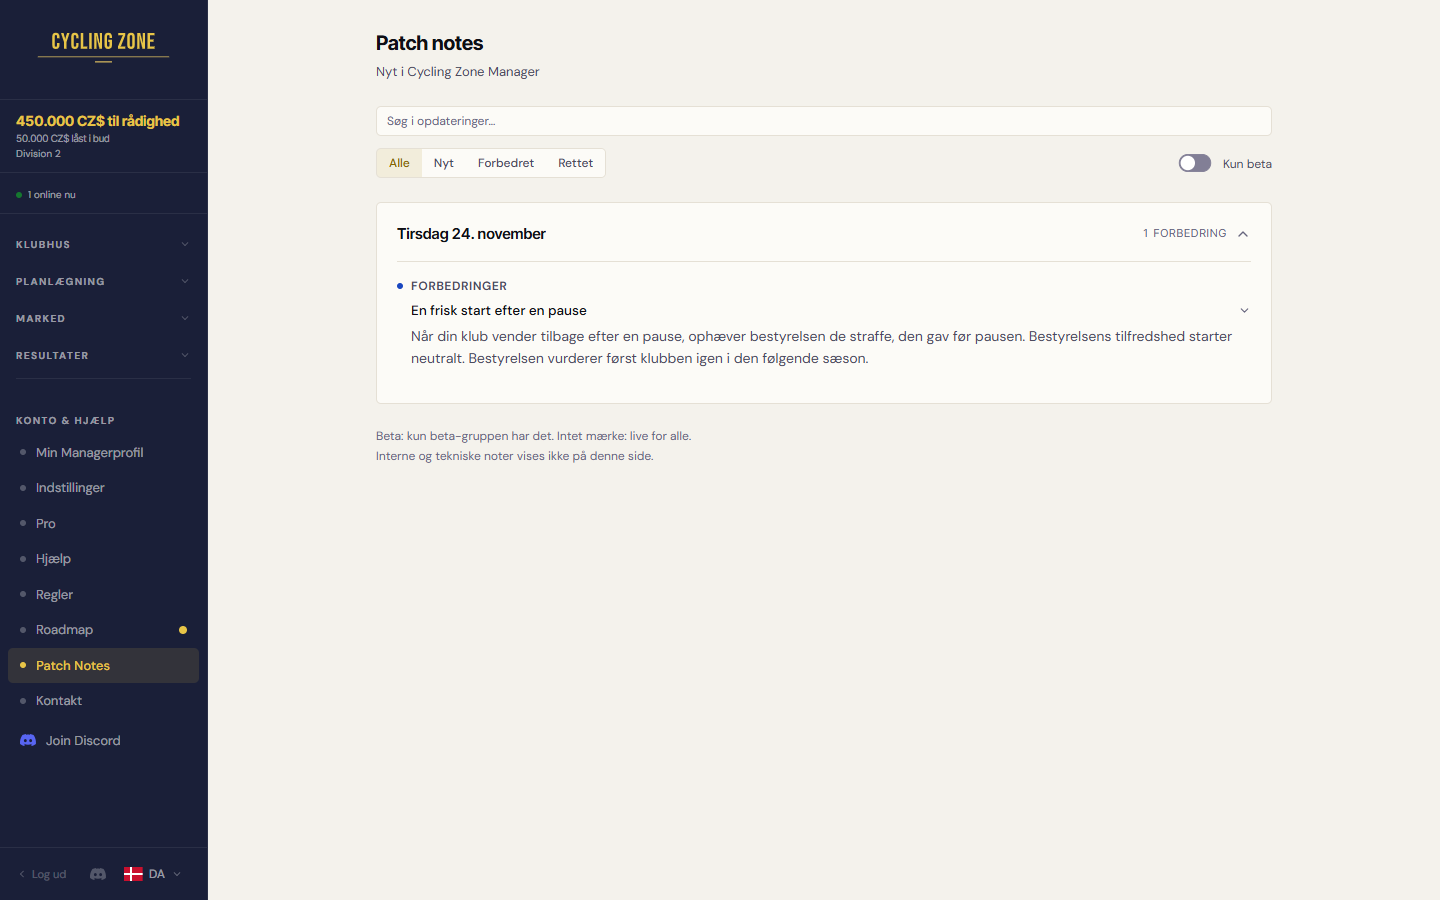 CYCLING ZONE
450.000 CZ$ til rådighed
50.000 CZ$ låst i bud
Division 2
1 online nu
KLUBHUS
PLANLÆGNING
MARKED
RESULTATER
KONTO & HJÆLP
Min Managerprofil
Indstillinger
Pro
Hjælp
Regler
Roadmap
Patch Notes
Kontakt
Join Discord
Log ud
DA
Patch notes
Nyt i Cycling Zone Manager
Søg i opdateringer...
Alle Nyt Forbedret Rettet
Kun beta
Tirsdag 24. november
1 FORBEDRING
FORBEDRINGER
En frisk start efter en pause
Når din klub vender tilbage efter en pause, ophæver bestyrelsen de straffe, den gav før pausen. Bestyrelsens tilfredshed starter
neutralt. Bestyrelsen vurderer først klubben igen i den følgende sæson.
Beta: kun beta-gruppen har det. Intet mærke: live for alle.
Interne og tekniske noter vises ikke på denne side.